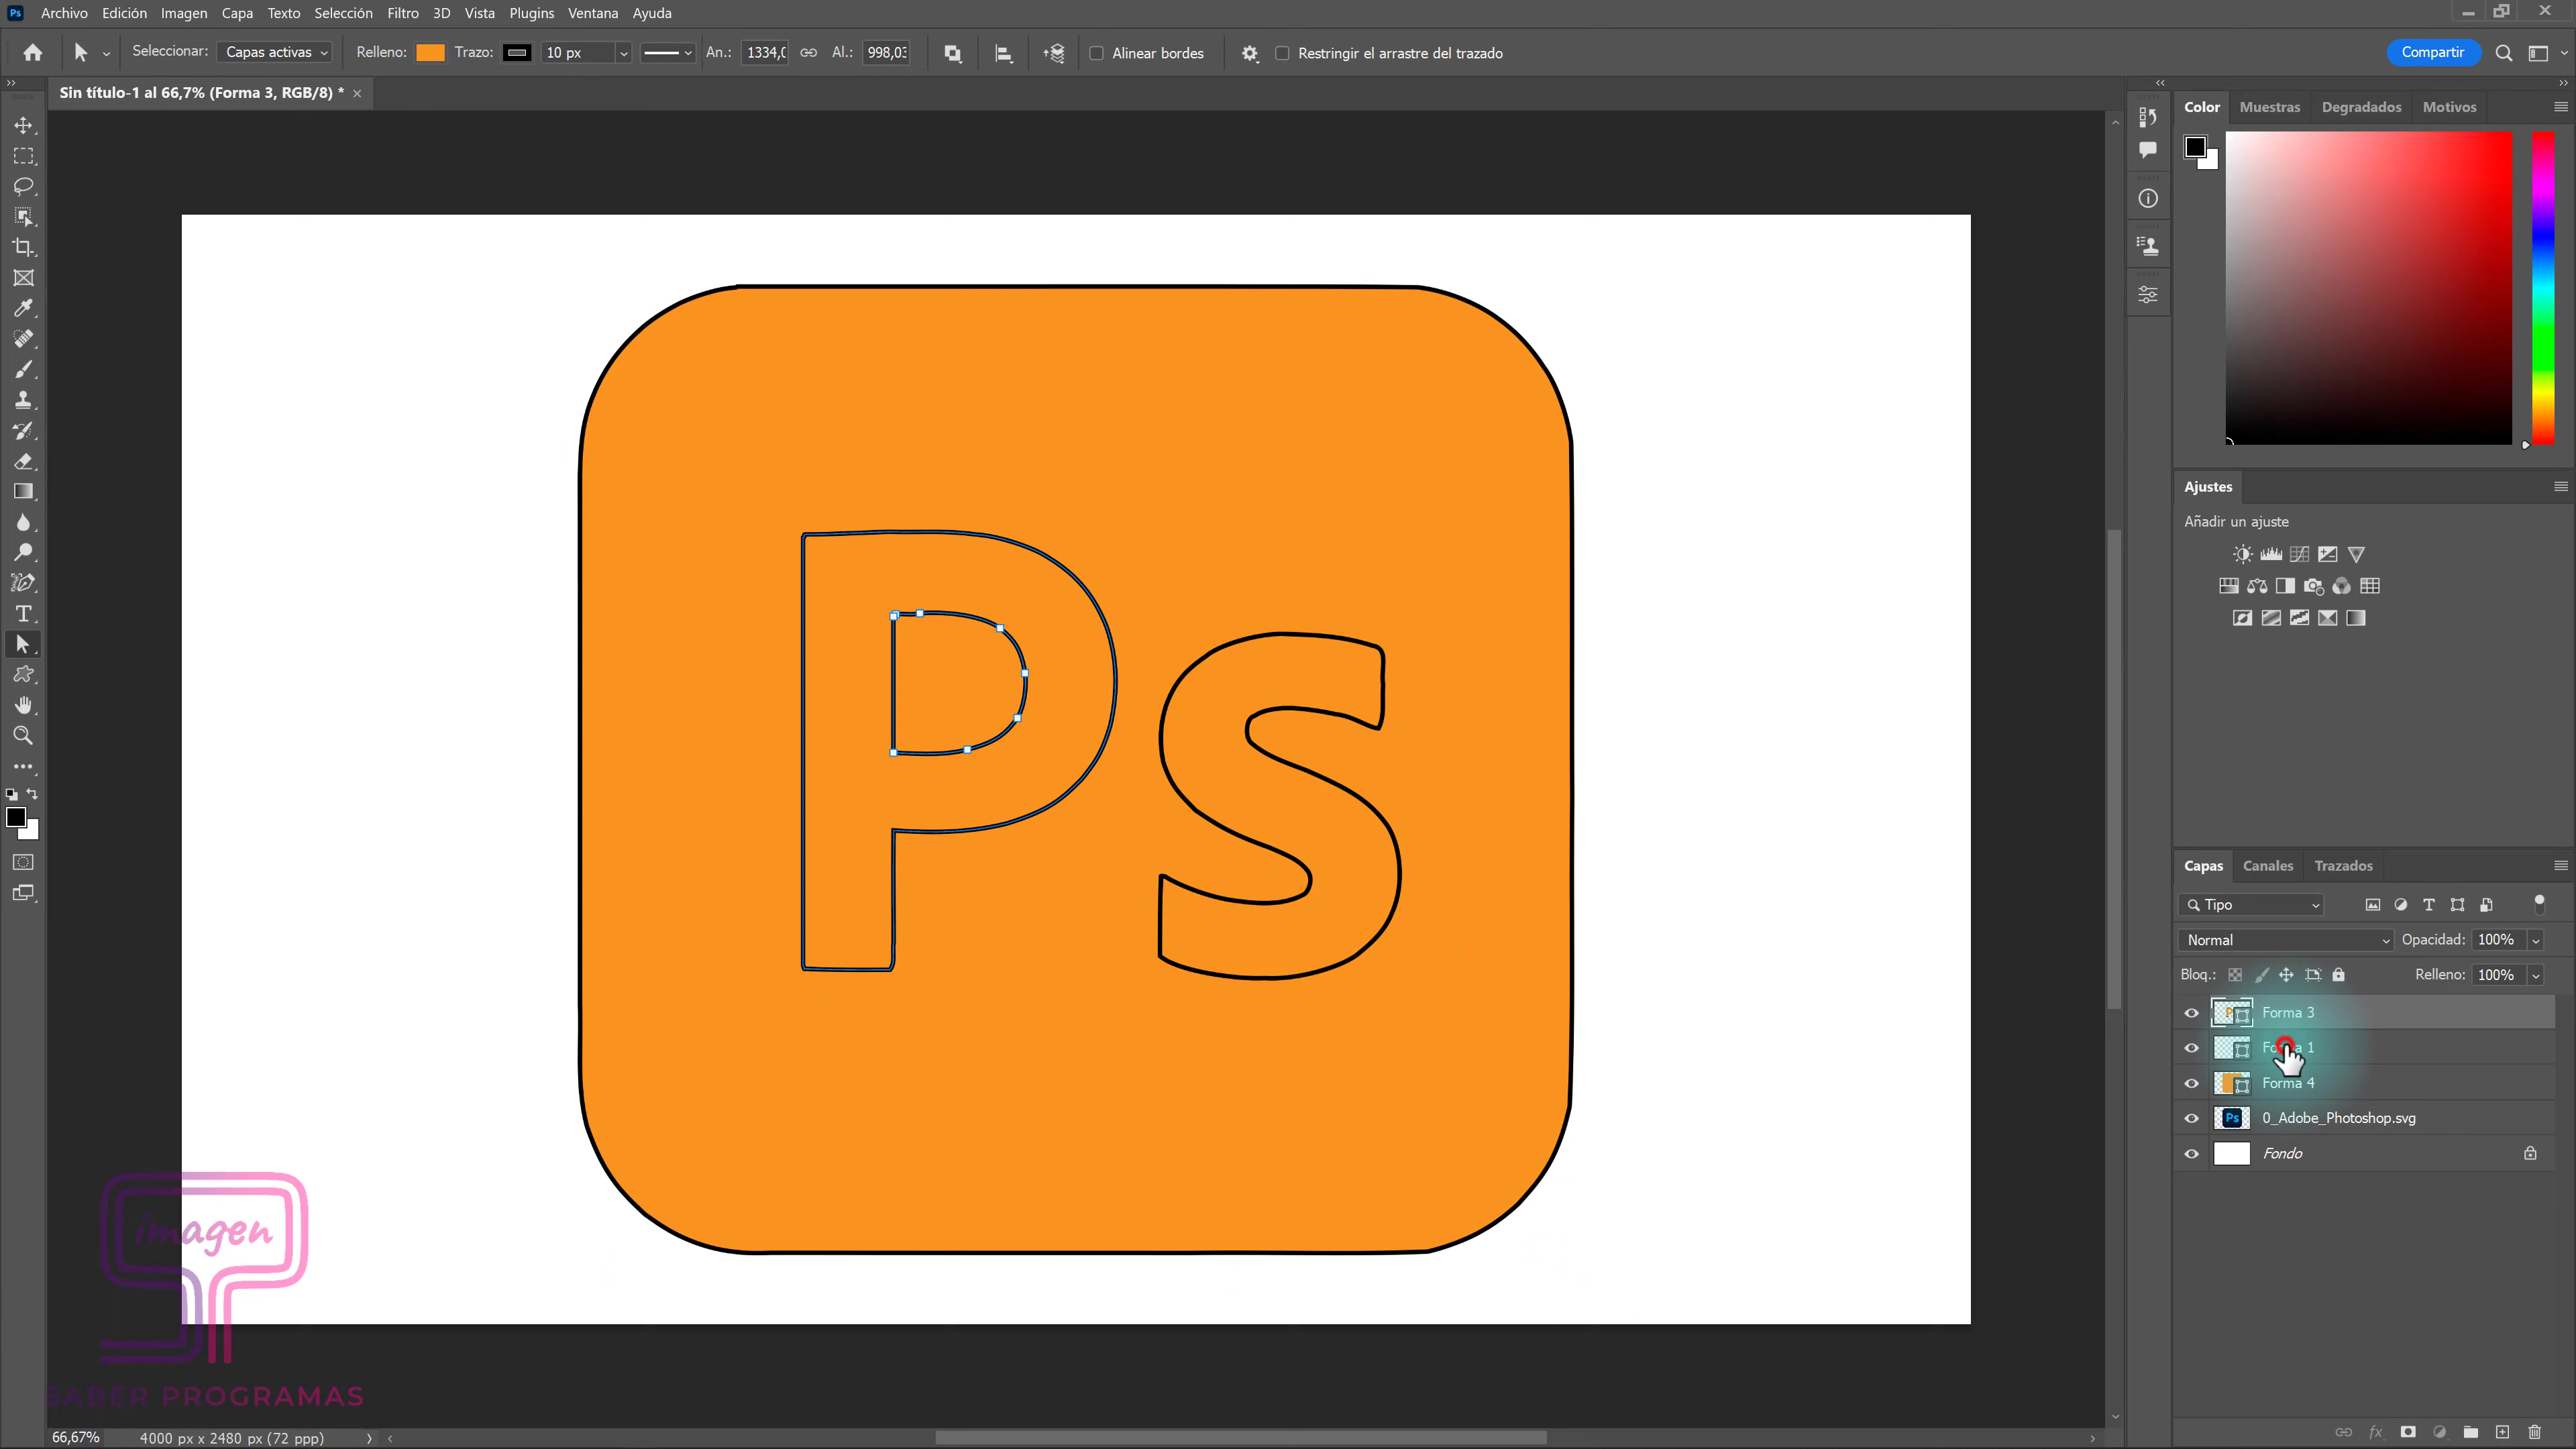 Ps Archivo Edición Imagen Capa Texto Selección Filtro 3D Vista Plugins Ventana Ayuda
Seleccionar: Capas activas Relleno: Trazo: 10 px An.: 1334,0 Al.: 998,03 Alinear bordes Restringir el arrastre del trazado Compartir
Sin título-1 al 66,7% (Forma 3, RGB/8) *
Color Muestras Degradados Motivos
Ajustes
Añadir un ajuste
Ps
Capas Canales Trazados
Tipo
Normal Opacidad: 100%
Bloq.: Relleno: 100%
Forma 3
Forma 1
Forma 4
Ps 0_Adobe_Photoshop.svg
Fondo
imagen
SABER PROGRAMAS
66,67% 4000 px x 2480 px (72 ppp)
fx